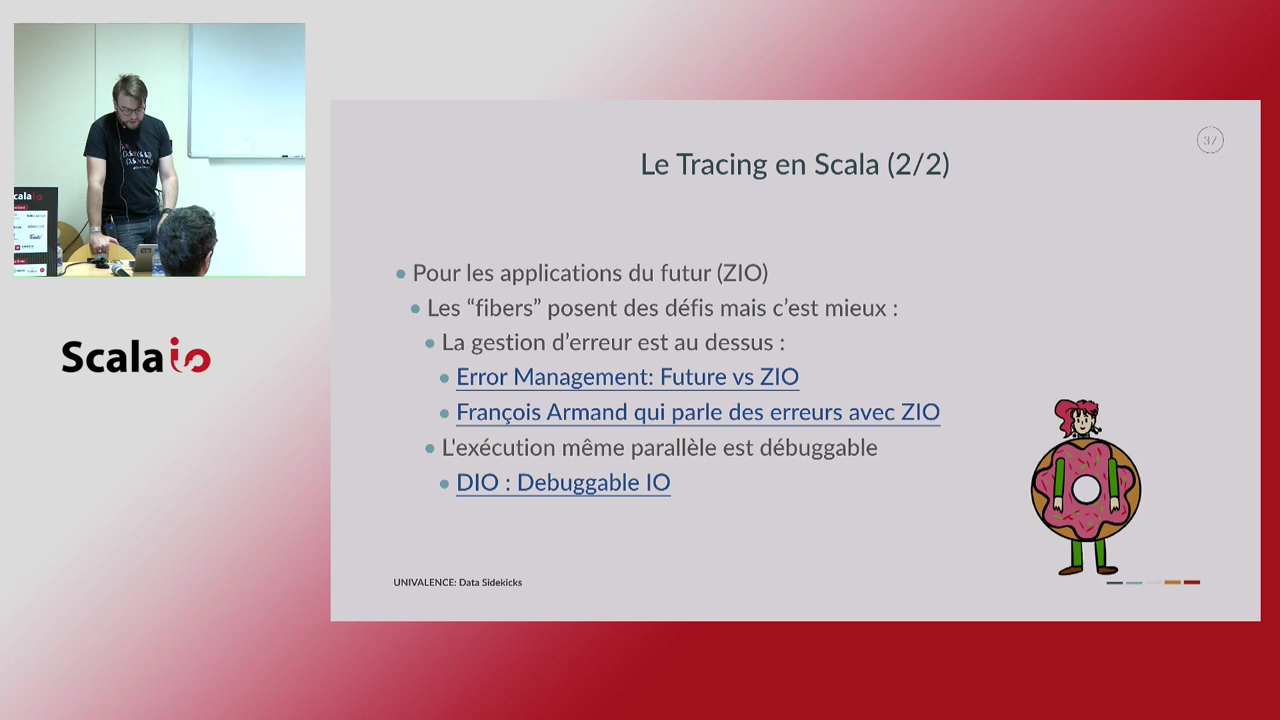 Scalaio
37
Le Tracing en Scala (2/2)
• Pour les applications du futur (ZIO)
• Les “fibers” posent des défis mais c’est mieux :
• La gestion d’erreur est au dessus :
• Error Management: Future vs ZIO
• François Armand qui parle des erreurs avec ZIO
• L'exécution même parallèle est débuggable
• DIO : Debuggable IO
UNIVALENCE: Data Sidekicks